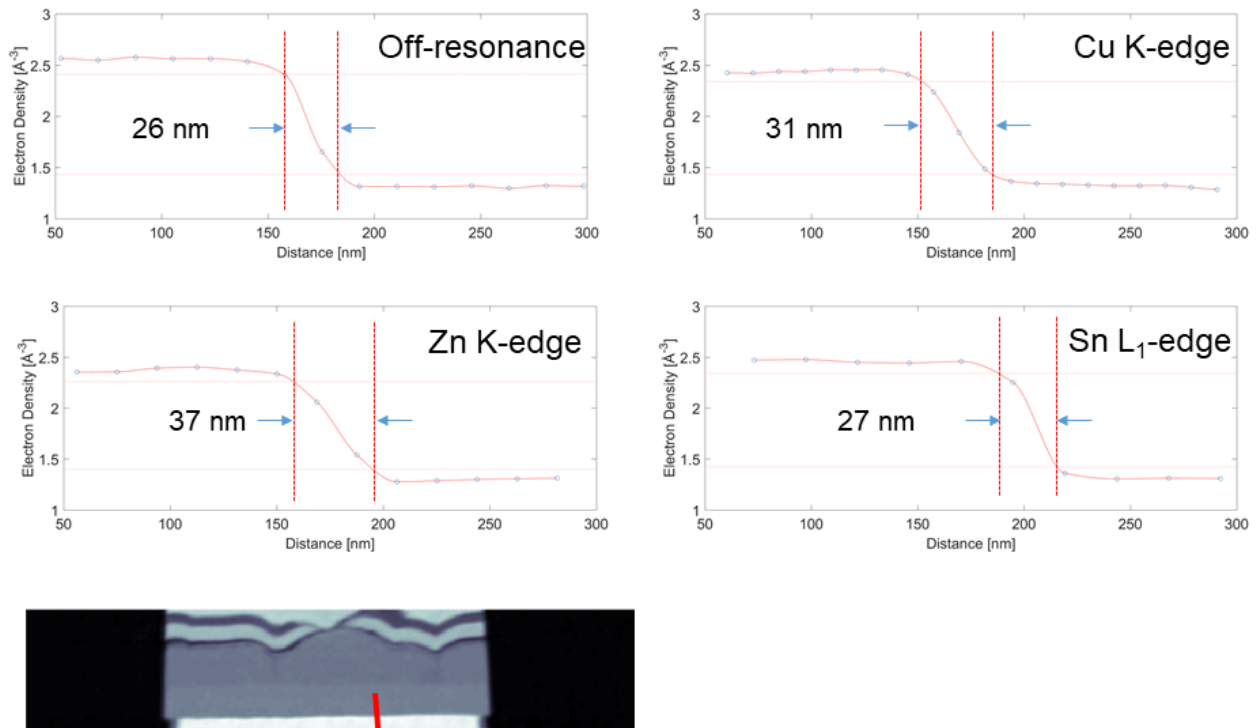 Off-resonance
Electron Density [Å⁻³]
3
2.5
2
1.5
1
26 nm
50 100 150 200 250 300
Distance [nm]
Cu K-edge
Electron Density [Å⁻³]
3
2.5
2
1.5
1
31 nm
50 100 150 200 250 300
Distance [nm]
Zn K-edge
Electron Density [Å⁻³]
3
2.5
2
1.5
1
37 nm
50 100 150 200 250 300
Distance [nm]
Sn L₁-edge
Electron Density [Å⁻³]
3
2.5
2
1.5
1
27 nm
50 100 150 200 250 300
Distance [nm]